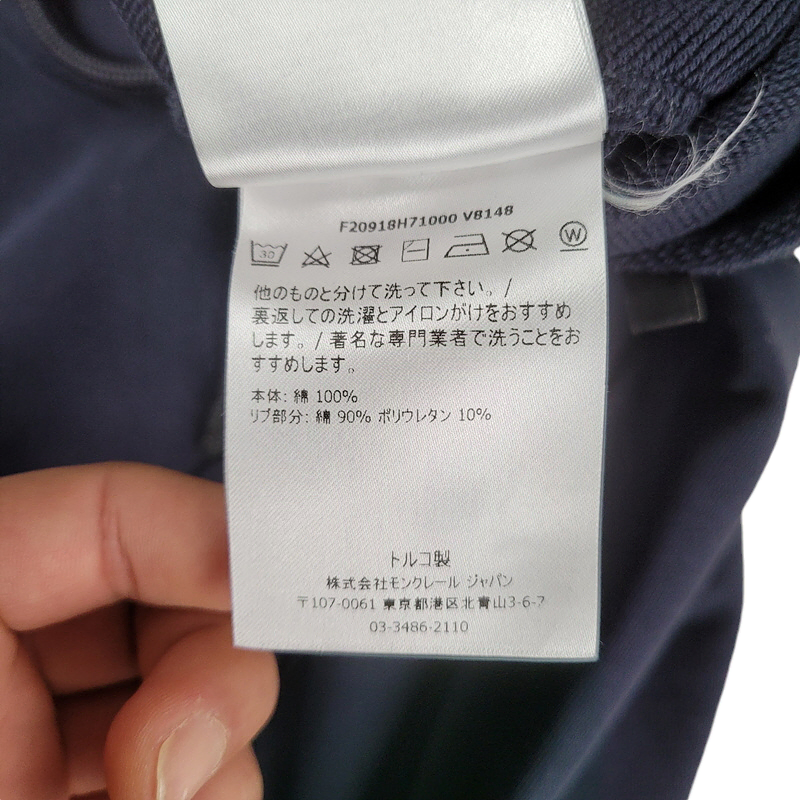 F20918H71000 V8148
30
W
他のものと分けて洗って下さい。/
裏返しての洗濯とアイロンがけをおすすめ
します。/ 著名な専門業者で洗うことをお
すすめします。
本体: 綿 100%
リブ部分: 綿 90% ポリウレタン 10%
トルコ製
株式会社モンクレール ジャパン
〒107-0061 東京都港区北青山3-6-7
03-3486-2110